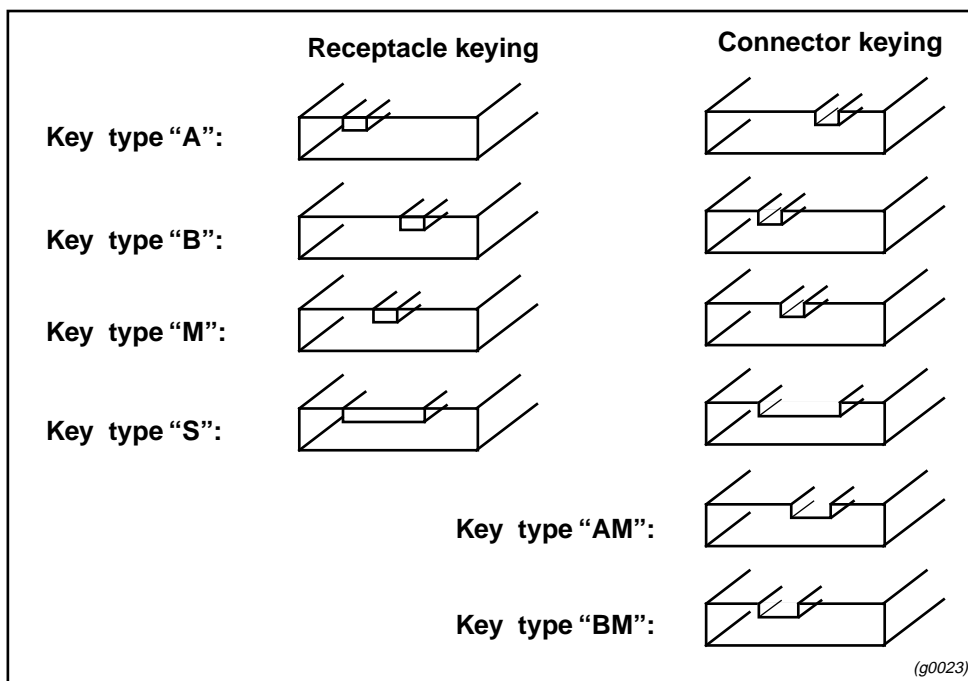 Receptacle keying
Connector keying
Key type “A”:
Key type “B”:
Key type “M”:
Key type “S”:
Key type “AM”:
Key type “BM”:
(g0023)